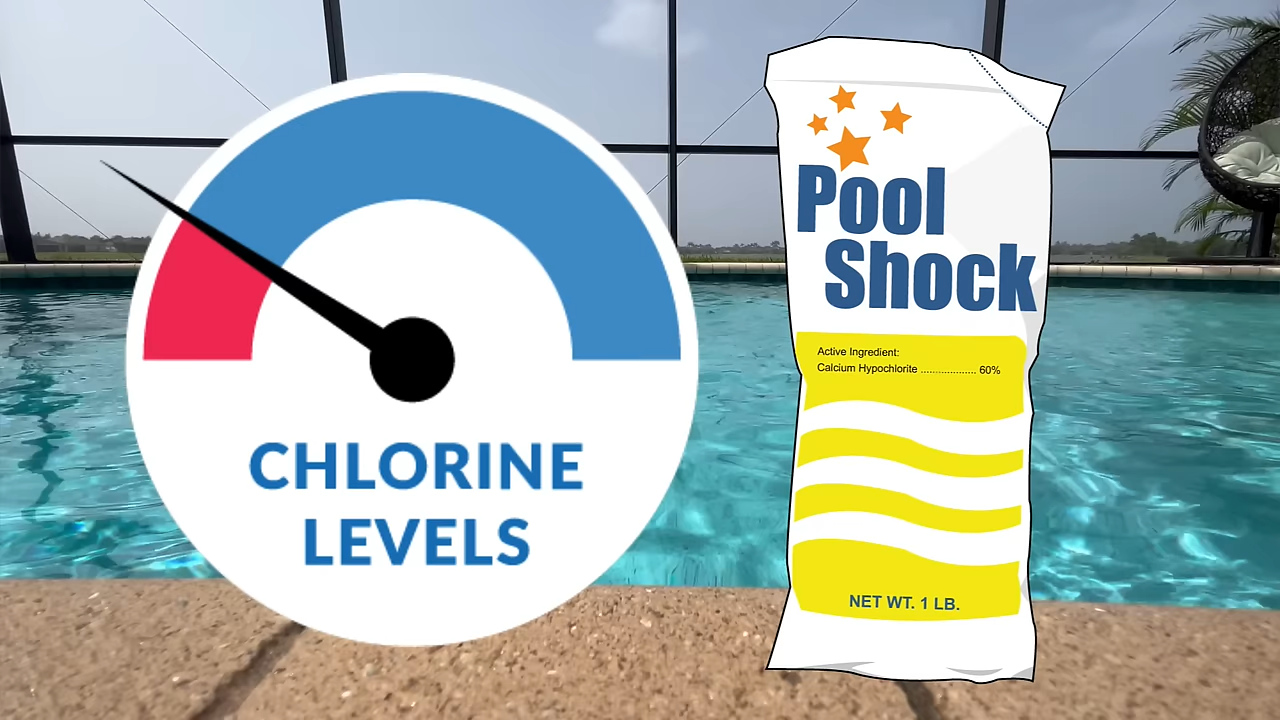 CHLORINE
LEVELS
Pool
Shock
Active Ingredient:
Calcium Hypochlorite ................... 60%
NET WT. 1 LB.